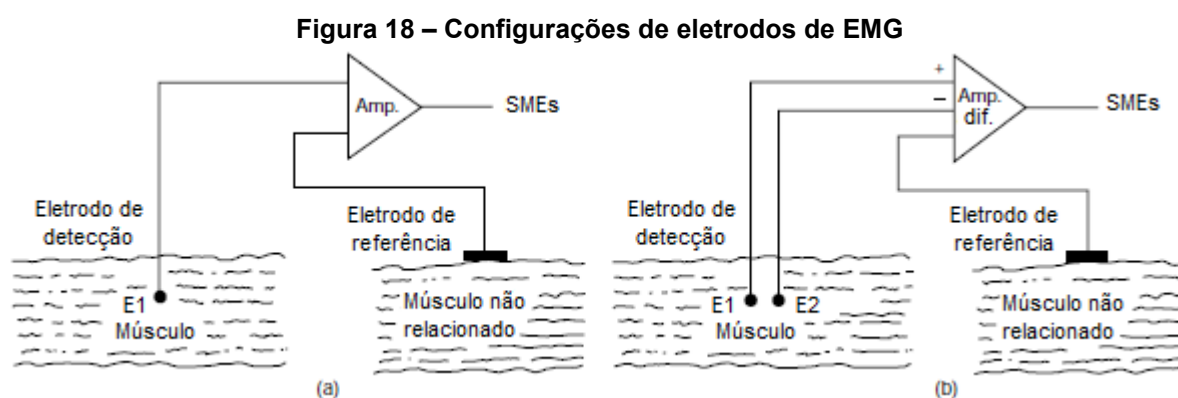 Figura 18 – Configurações de eletrodos de EMG
Amp.
SMEs
Eletrodo de
detecção
Eletrodo de
referência
E1
Músculo
Músculo não
relacionado
(a)
+
–
Amp.
dif.
SMEs
Eletrodo de
detecção
Eletrodo de
referência
E1
E2
Músculo
Músculo não
relacionado
(b)